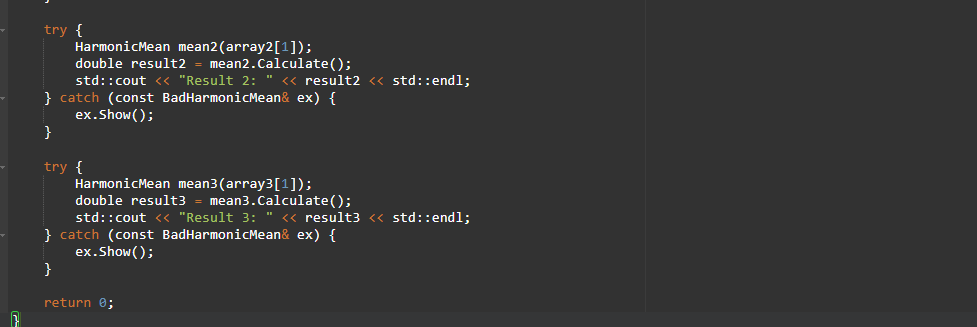 }
try {
HarmonicMean mean2(array2[1]);
double result2 = mean2.Calculate();
std::cout << "Result 2: " << result2 << std::endl;
} catch (const BadHarmonicMean& ex) {
ex.Show();
}
try {
HarmonicMean mean3(array3[1]);
double result3 = mean3.Calculate();
std::cout << "Result 3: " << result3 << std::endl;
} catch (const BadHarmonicMean& ex) {
ex.Show();
}
return 0;
}